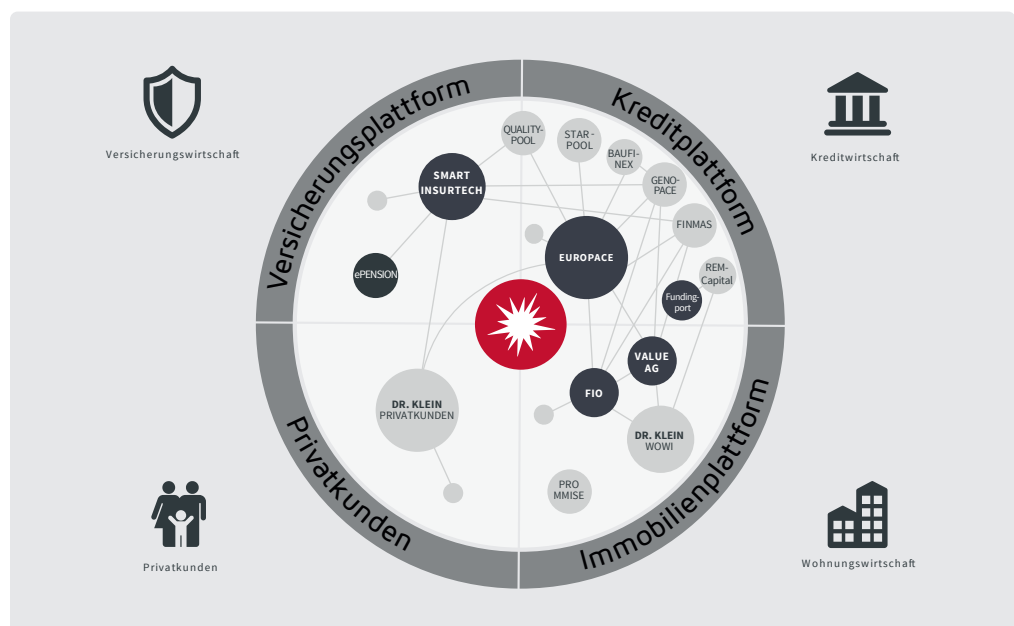 Versicherungsplattform
Kreditplattform
Versicherungswirtschaft
Kreditwirtschaft
QUALITY-
POOL
STAR-
POOL
BAUFI-
NEX
GENO-
PACE
SMART
INSURTECH
FINMAS
EUROPACE
ePENSION
REM-
Capital
Funding-
port
VALUE
AG
FIO
DR. KLEIN
PRIVATKUNDEN
DR. KLEIN
WOWI
PRO
MMISE
Privatkunden
Immobilienplattform
Privatkunden
Wohnungswirtschaft